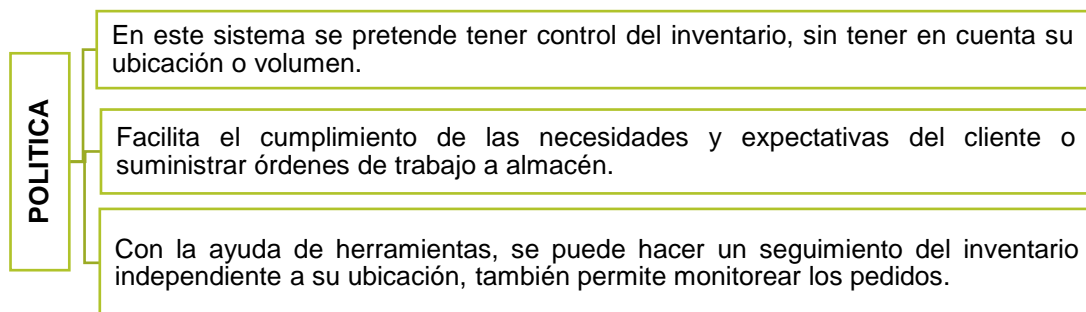 POLITICA
En este sistema se pretende tener control del inventario, sin tener en cuenta su
ubicación o volumen.
Facilita el cumplimiento de las necesidades y expectativas del cliente o
suministrar órdenes de trabajo a almacén.
Con la ayuda de herramientas, se puede hacer un seguimiento del inventario
independiente a su ubicación, también permite monitorear los pedidos.